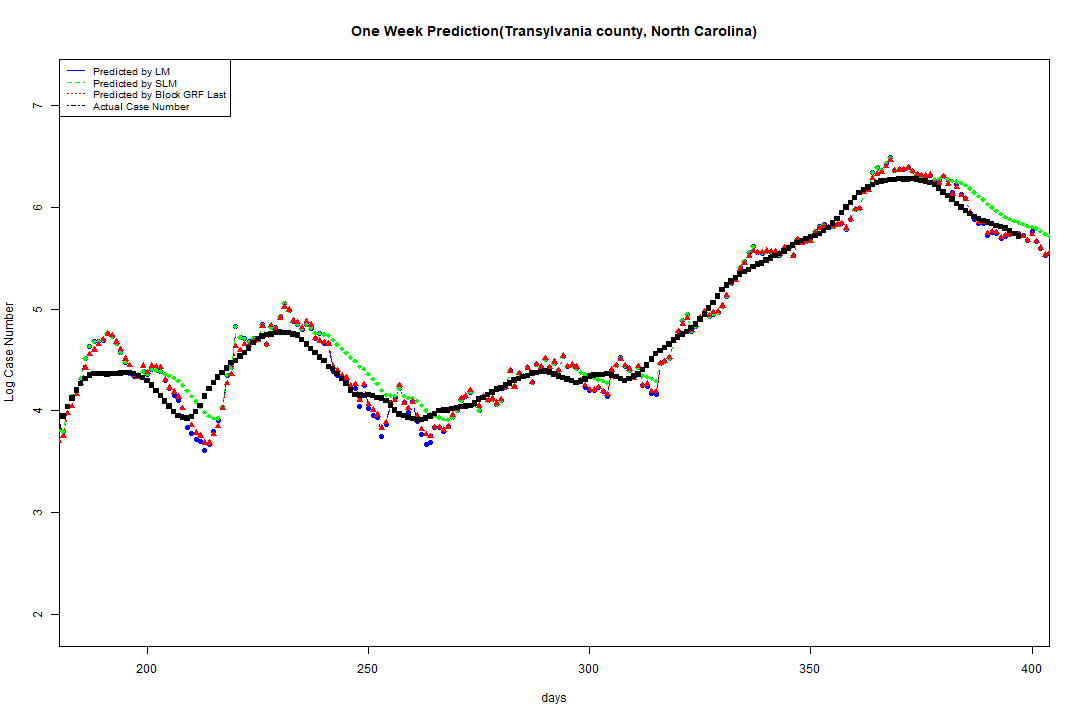 One Week Prediction(Transylvania county, North Carolina)
Predicted by LM
Predicted by SLM
Predicted by Block GRF Last
Actual Case Number
Log Case Number
7
6
5
4
3
2
200 250 300 350 400
days